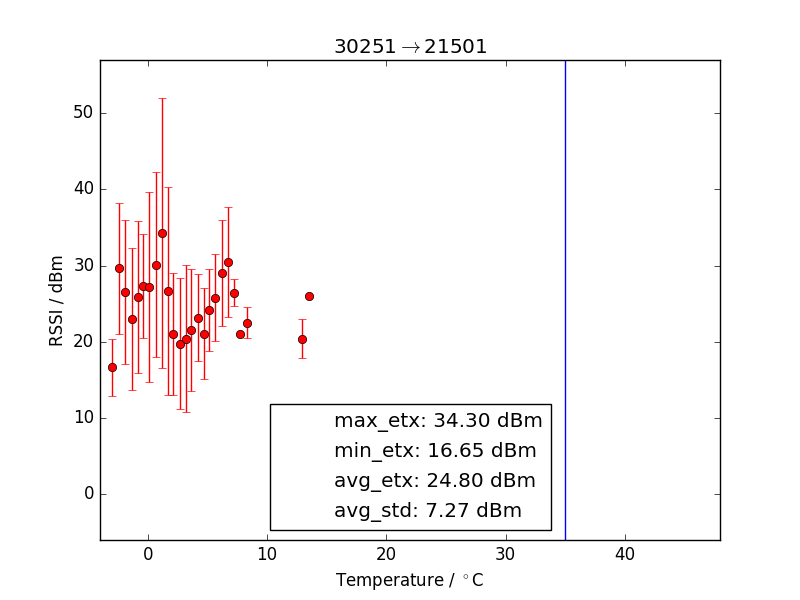 30251→21501
50
40
30
20
10
0
RSSI / dBm
max_etx: 34.30 dBm
min_etx: 16.65 dBm
avg_etx: 24.80 dBm
avg_std: 7.27 dBm
0 10 20 30 40
Temperature / °C